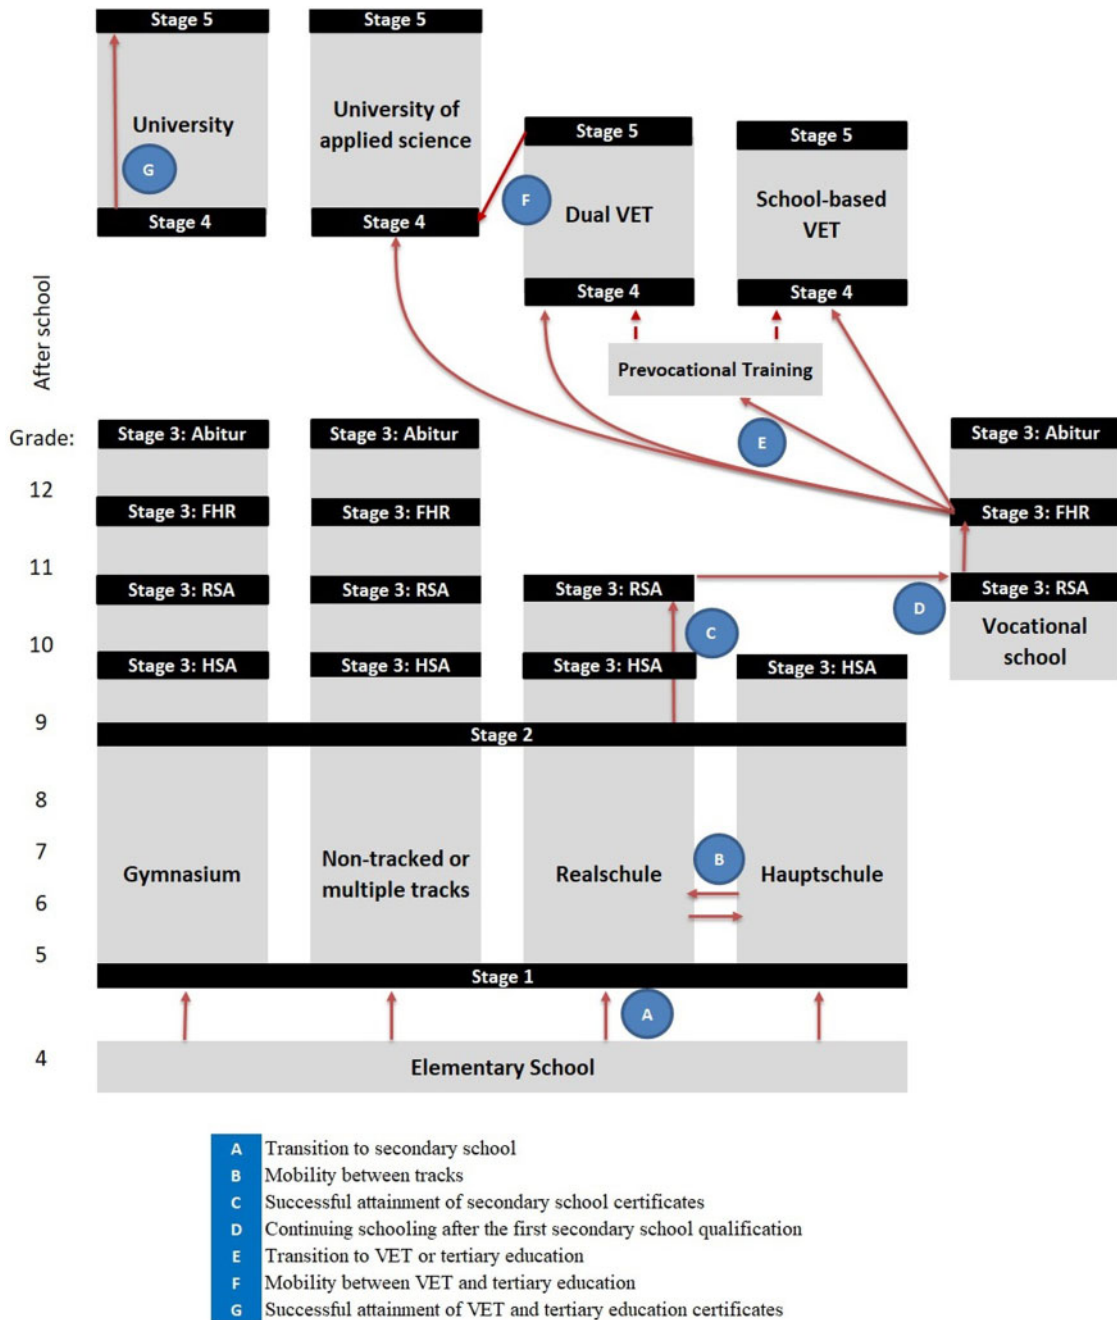 Stage 5
Stage 5
University
University of
applied science
Stage 5
Stage 5
G
F
Dual VET
School-based
VET
Stage 4
Stage 4
Stage 4
Stage 4
After school
Prevocational Training
Grade:
Stage 3: Abitur
Stage 3: Abitur
E
Stage 3: Abitur
12
Stage 3: FHR
Stage 3: FHR
Stage 3: FHR
11
Stage 3: RSA
Stage 3: RSA
Stage 3: RSA
Stage 3: RSA
D
C
Vocational
school
10
Stage 3: HSA
Stage 3: HSA
Stage 3: HSA
Stage 3: HSA
9
Stage 2
8
7
B
Gymnasium
Non-tracked or
multiple tracks
Realschule
Hauptschule
6
5
Stage 1
A
4
Elementary School
A Transition to secondary school
B Mobility between tracks
C Successful attainment of secondary school certificates
D Continuing schooling after the first secondary school qualification
E Transition to VET or tertiary education
F Mobility between VET and tertiary education
G Successful attainment of VET and tertiary education certificates